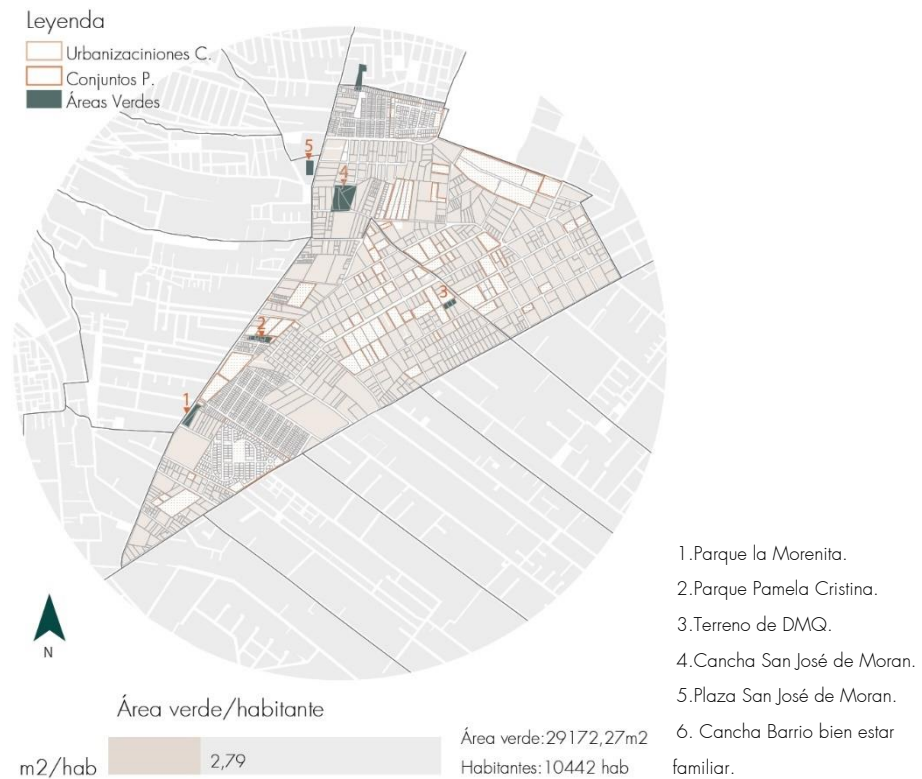 Leyenda
Urbanizaciniones C.
Conjuntos P.
Áreas Verdes
5
4
3
2
1
N
1.Parque la Morenita.
2.Parque Pamela Cristina.
3.Terreno de DMQ.
4.Cancha San José de Moran.
5.Plaza San José de Moran.
6. Cancha Barrio bien estar
familiar.
Área verde/habitante
m2/hab
2,79
Área verde:29172,27m2
Habitantes:10442 hab